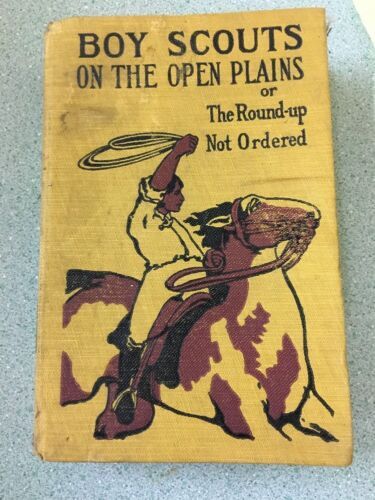 BOY SCOUTS
ON THE OPEN PLAINS
or
The Round-up
Not Ordered